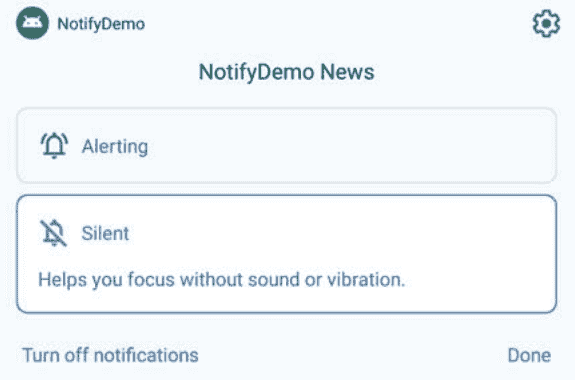 NotifyDemo
NotifyDemo News
Alerting
Silent
Helps you focus without sound or vibration.
Turn off notifications Done